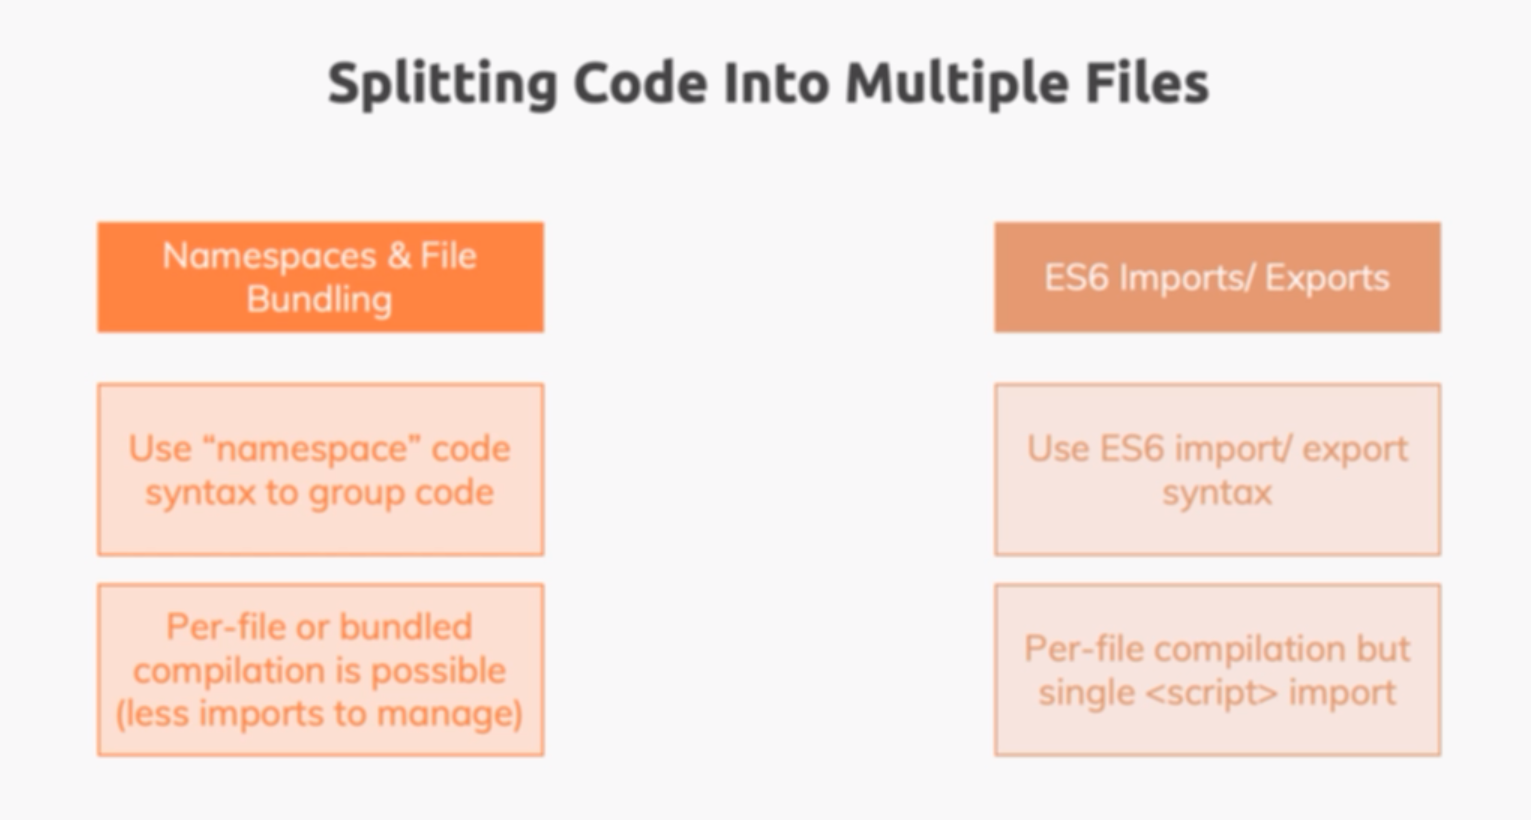 Splitting Code Into Multiple Files
Namespaces & File
Bundling
Use “namespace” code
syntax to group code
Per-file or bundled
compilation is possible
(less imports to manage)
ES6 Imports/ Exports
Use ES6 import/ export
syntax
Per-file compilation but
single <script> import